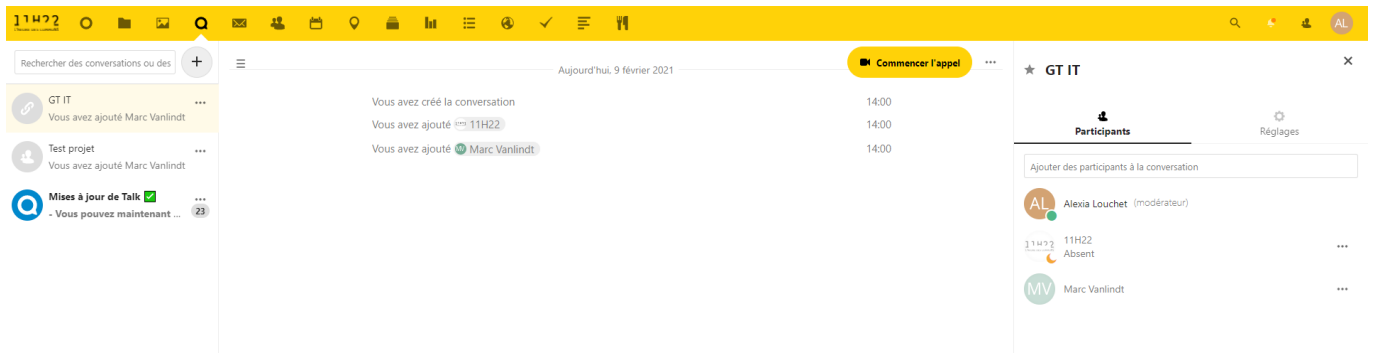 11H22
AL
Rechercher des conversations ou des
+
GT IT
Vous avez ajouté Marc Vanlindt
Test projet
Vous avez ajouté Marc Vanlindt
Mises à jour de Talk ✅
- Vous pouvez maintenant ...
23
Aujourd'hui, 9 février 2021
Commencer l'appel
Vous avez créé la conversation 14:00
Vous avez ajouté 11H22 14:00
Vous avez ajouté MV Marc Vanlindt 14:00
GT IT
Participants
Réglages
Ajouter des participants à la conversation
AL Alexia Louchet (modérateur)
11H22
11H22
Absent
MV Marc Vanlindt